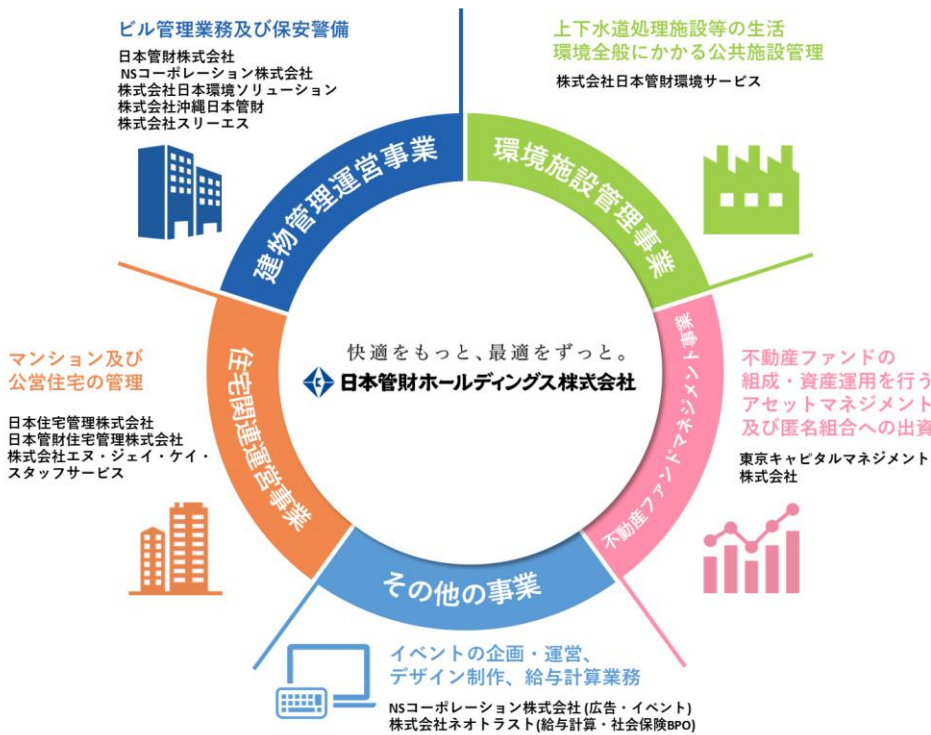 ビル管理業務及び保安警備
日本管財株式会社
NSコーポレーション株式会社
株式会社日本環境ソリューション
株式会社沖縄日本管財
株式会社スリーエス
上下水道処理施設等の生活
環境全般にかかる公共施設管理
株式会社日本管財環境サービス
建物管理運営事業
環境施設管理事業
快適をもっと、最適をずっと。
日本管財ホールディングス株式会社
マンション及び
公営住宅の管理
日本住宅管理株式会社
日本管財住宅管理株式会社
株式会社エヌ・ジェイ・ケイ・
スタッフサービス
住宅関連運営事業
不動産ファンドマネジメント事業
不動産ファンドの
組成・資産運用を行う
アセットマネジメント
及び匿名組合への出資
東京キャピタルマネジメント
株式会社
その他の事業
イベントの企画・運営、
デザイン制作、給与計算業務
NSコーポレーション株式会社(広告・イベント)
株式会社ネオトラスト(給与計算・社会保険BPO)